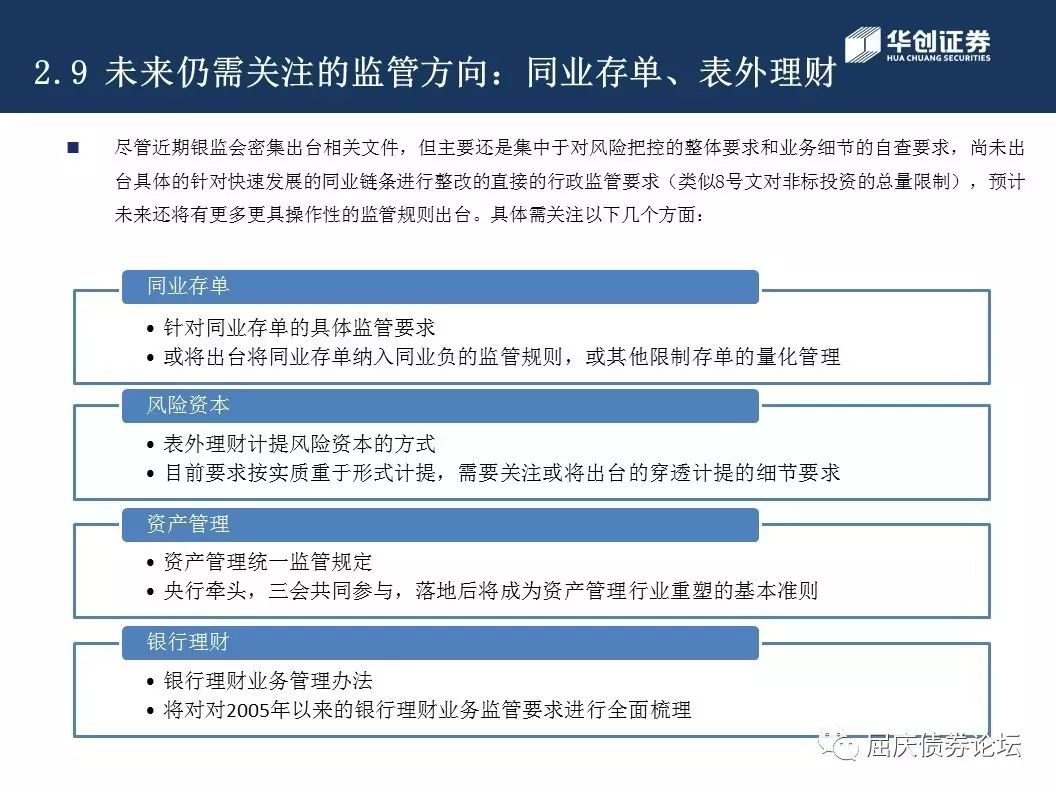 华创证券
HUA CHUANG SECURITIES
2.9 未来仍需关注的监管方向：同业存单、表外理财
■ 尽管近期银监会密集出台相关文件，但主要还是集中于对风险把控的整体要求和业务细节的自查要求，尚未出
台具体的针对快速发展的同业链条进行整改的直接的行政监管要求（类似8号文对非标投资的总量限制），预计
未来还将有更多更具操作性的监管规则出台。具体需关注以下几个方面：
同业存单
• 针对同业存单的具体监管要求
• 或将出台将同业存单纳入同业负的监管规则，或其他限制存单的量化管理
风险资本
• 表外理财计提风险资本的方式
• 目前要求按实质重于形式计提，需要关注或将出台的穿透计提的细节要求
资产管理
• 资产管理统一监管规定
• 央行牵头，三会共同参与，落地后将成为资产管理行业重塑的基本准则
银行理财
• 银行理财业务管理办法
• 将对对2005年以来的银行理财业务监管要求进行全面梳理
屈庆债券论坛